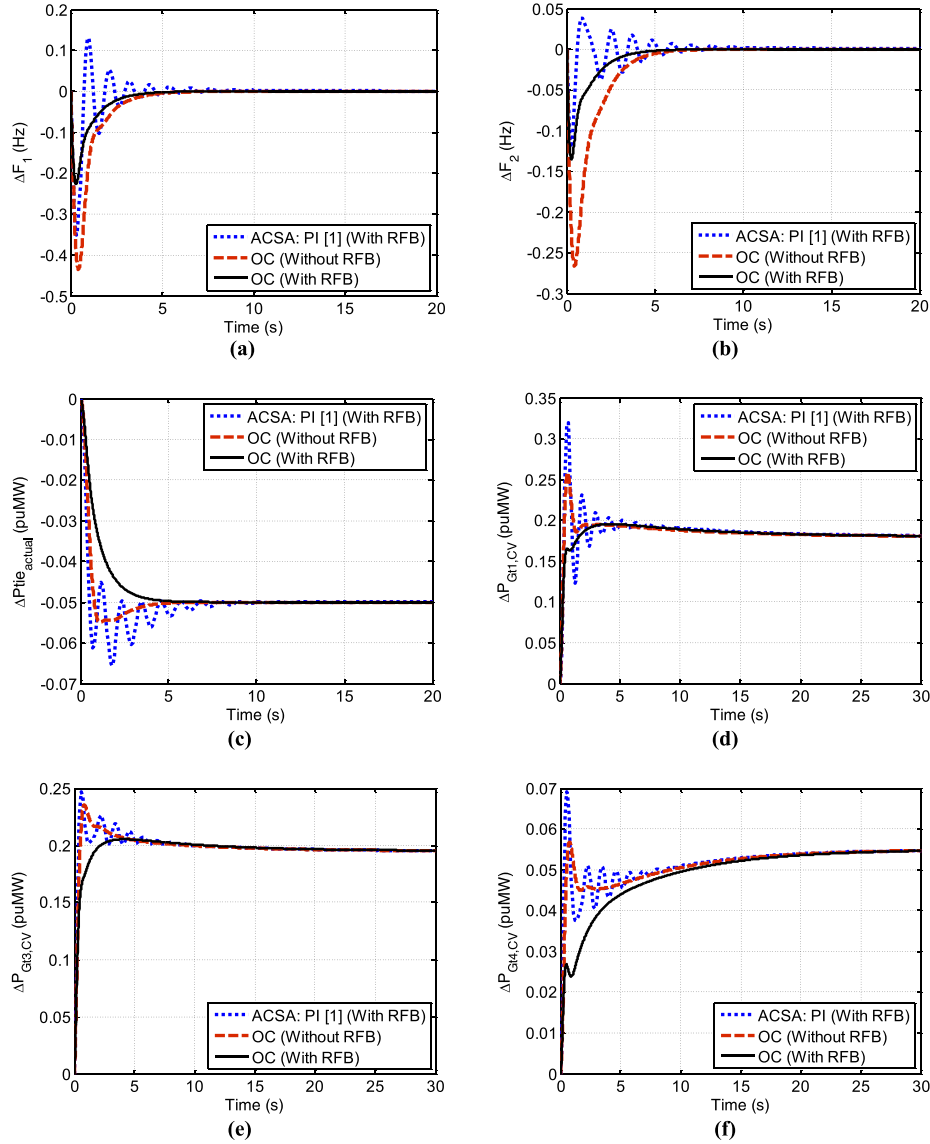 0.2
0.1
0
-0.1
-0.2
-0.3
-0.4
-0.5
ΔF1 (Hz)
ACSA: PI [1] (With RFB)
OC (Without RFB)
OC (With RFB)
0 5 10 15 20
Time (s)
(a)
0.05
0
-0.05
-0.1
-0.15
-0.2
-0.25
-0.3
ΔF2 (Hz)
ACSA: PI [1] (With RFB)
OC (Without RFB)
OC (With RFB)
0 5 10 15 20
Time (s)
(b)
0
-0.01
-0.02
-0.03
-0.04
-0.05
-0.06
-0.07
ΔPtieactual (puMW)
ACSA: PI [1] (With RFB)
OC (Without RFB)
OC (With RFB)
0 5 10 15 20
Time (s)
(c)
0.35
0.3
0.25
0.2
0.15
0.1
0.05
0
ΔPGt1,CV (puMW)
ACSA: PI [1] (With RFB)
OC (Without RFB)
OC (With RFB)
0 5 10 15 20 25 30
Time (s)
(d)
0.25
0.2
0.15
0.1
0.05
0
ΔPGt3,CV (puMW)
ACSA: PI [1] (With RFB)
OC (Without RFB)
OC (With RFB)
0 5 10 15 20 25 30
Time (s)
(e)
0.07
0.06
0.05
0.04
0.03
0.02
0.01
0
ΔPGt4,CV (puMW)
ACSA: PI (With RFB)
OC (Without RFB)
OC (With RFB)
0 5 10 15 20 25 30
Time (s)
(f)